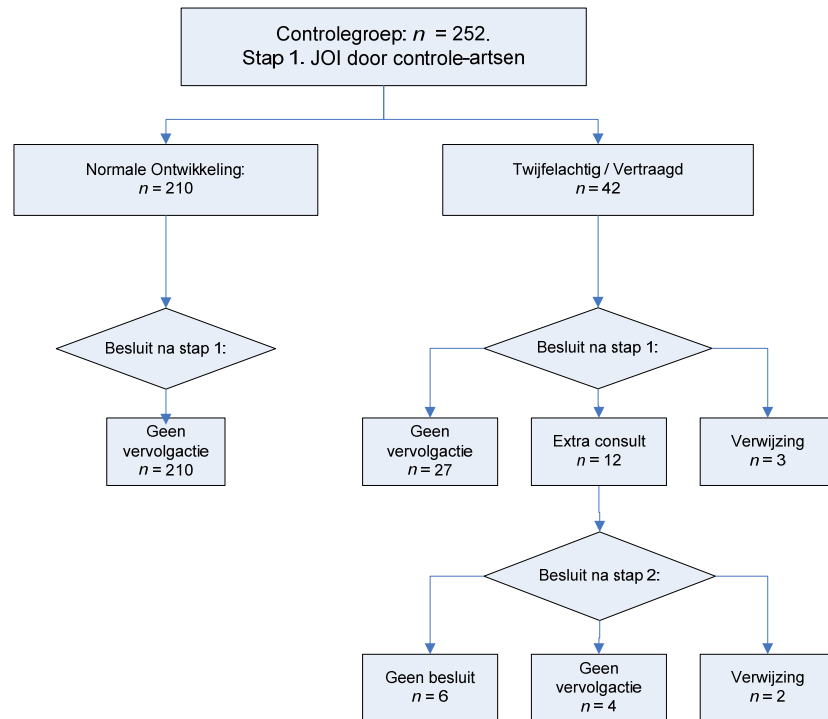 Controlegroep: n = 252.
Stap 1. JOI door controle-artsen
Normale Ontwikkeling:
n = 210
Twijfelachtig / Vertraagd
n = 42
Besluit na stap 1:
Besluit na stap 1:
Geen
vervolgactie
n = 210
Geen
vervolgactie
n = 27
Extra consult
n = 12
Verwijzing
n = 3
Besluit na stap 2:
Geen besluit
n = 6
Geen
vervolgactie
n = 4
Verwijzing
n = 2